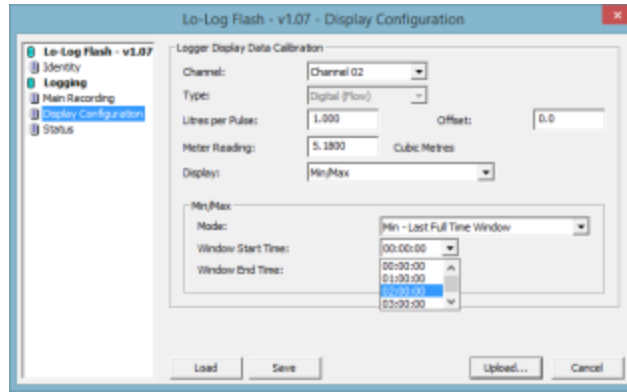 Lo-Log Flash - v1.07 - Display Configuration
Lo-Log Flash - v1.07
Identity
Logging
Main Recording
Display Configuration
Status
Logger Display Data Calibration
Channel: Channel 02
Type: Digital (Flow)
Litres per Pulse: 1.000 Offset: 0.0
Meter Reading: 5.1800 Cubic Metres
Display: Min/Max
Min/Max
Mode: Min - Last Full Time Window
Window Start Time: 00:00:00
Window End Time:
00:00:00
01:00:00
02:00:00
03:00:00
Load Save Upload... Cancel